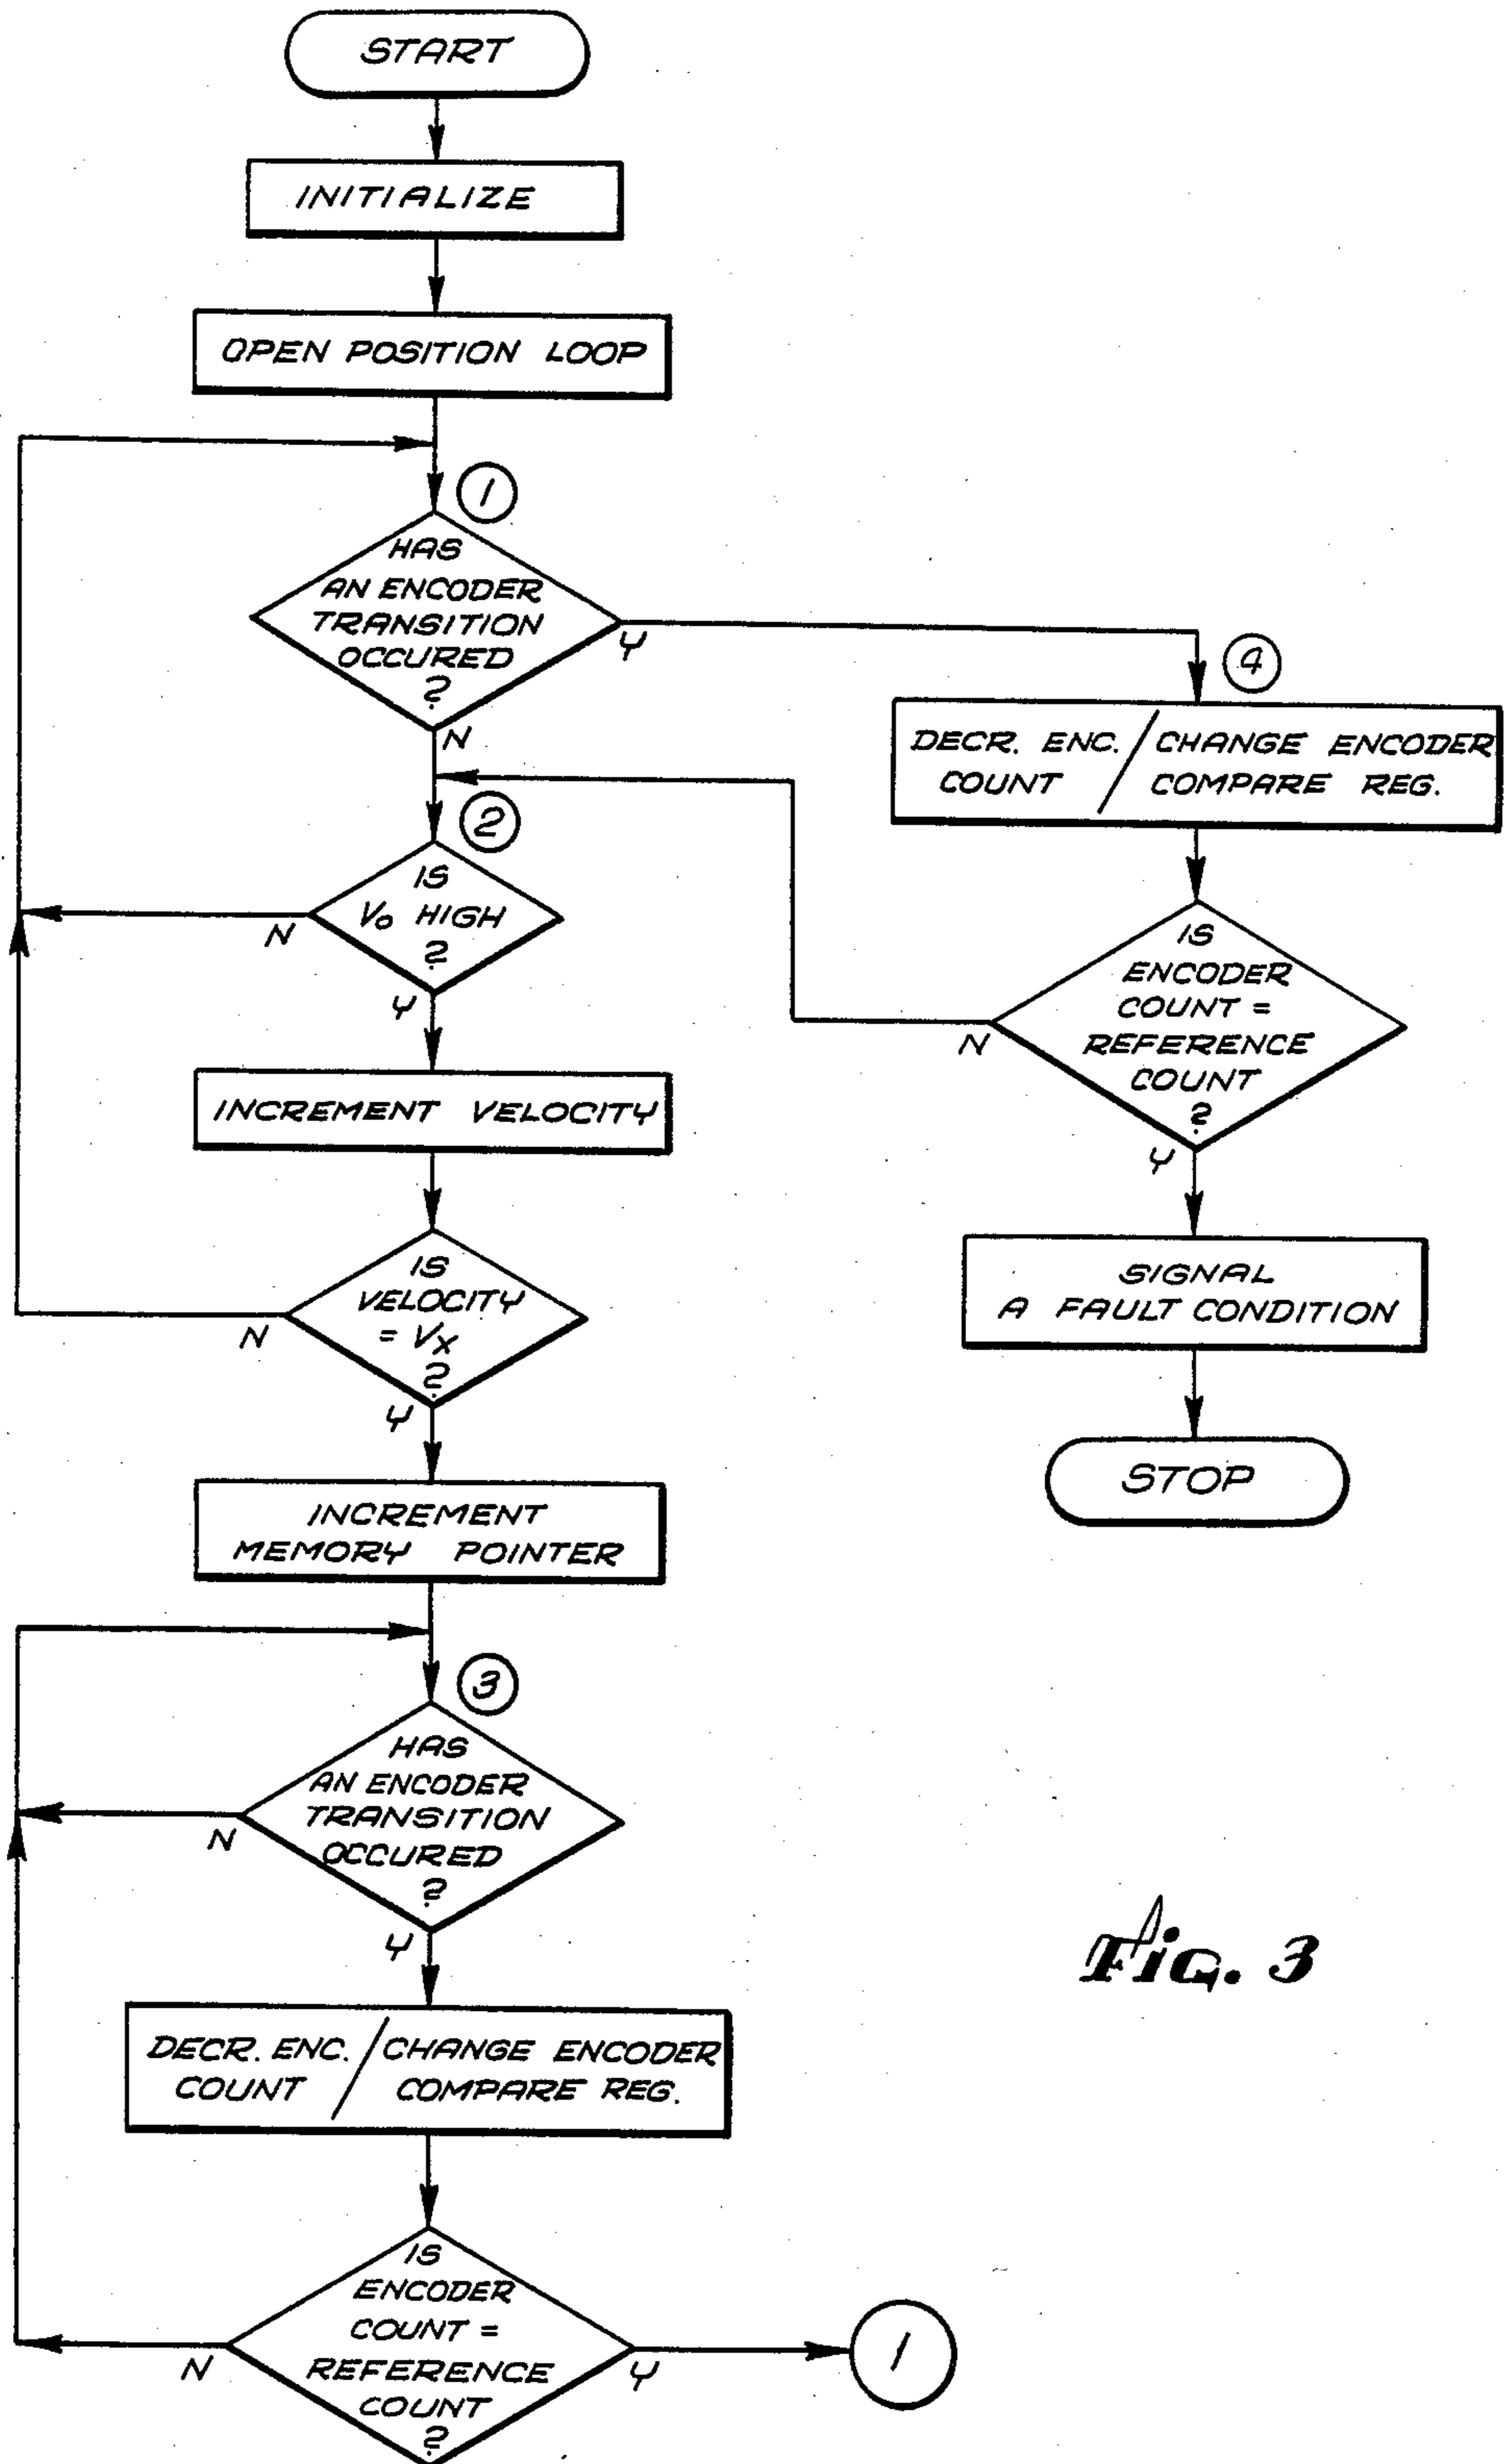 START
INITIALIZE
OPEN POSITION LOOP
1
HAS
AN ENCODER
TRANSITION
OCCURED
?
Y
N
4
DECR. ENC. / CHANGE ENCODER
COUNT / COMPARE REG.
2
IS
Vo HIGH
?
N
Y
IS
ENCODER
COUNT =
REFERENCE
COUNT
?
N
Y
INCREMENT VELOCITY
IS
VELOCITY
= Vx
?
N
Y
SIGNAL
A FAULT CONDITION
STOP
INCREMENT
MEMORY POINTER
3
HAS
AN ENCODER
TRANSITION
OCCURED
?
N
Y
DECR. ENC. / CHANGE ENCODER
COUNT / COMPARE REG.
IS
ENCODER
COUNT =
REFERENCE
COUNT
?
N
Y
1
Fig. 3